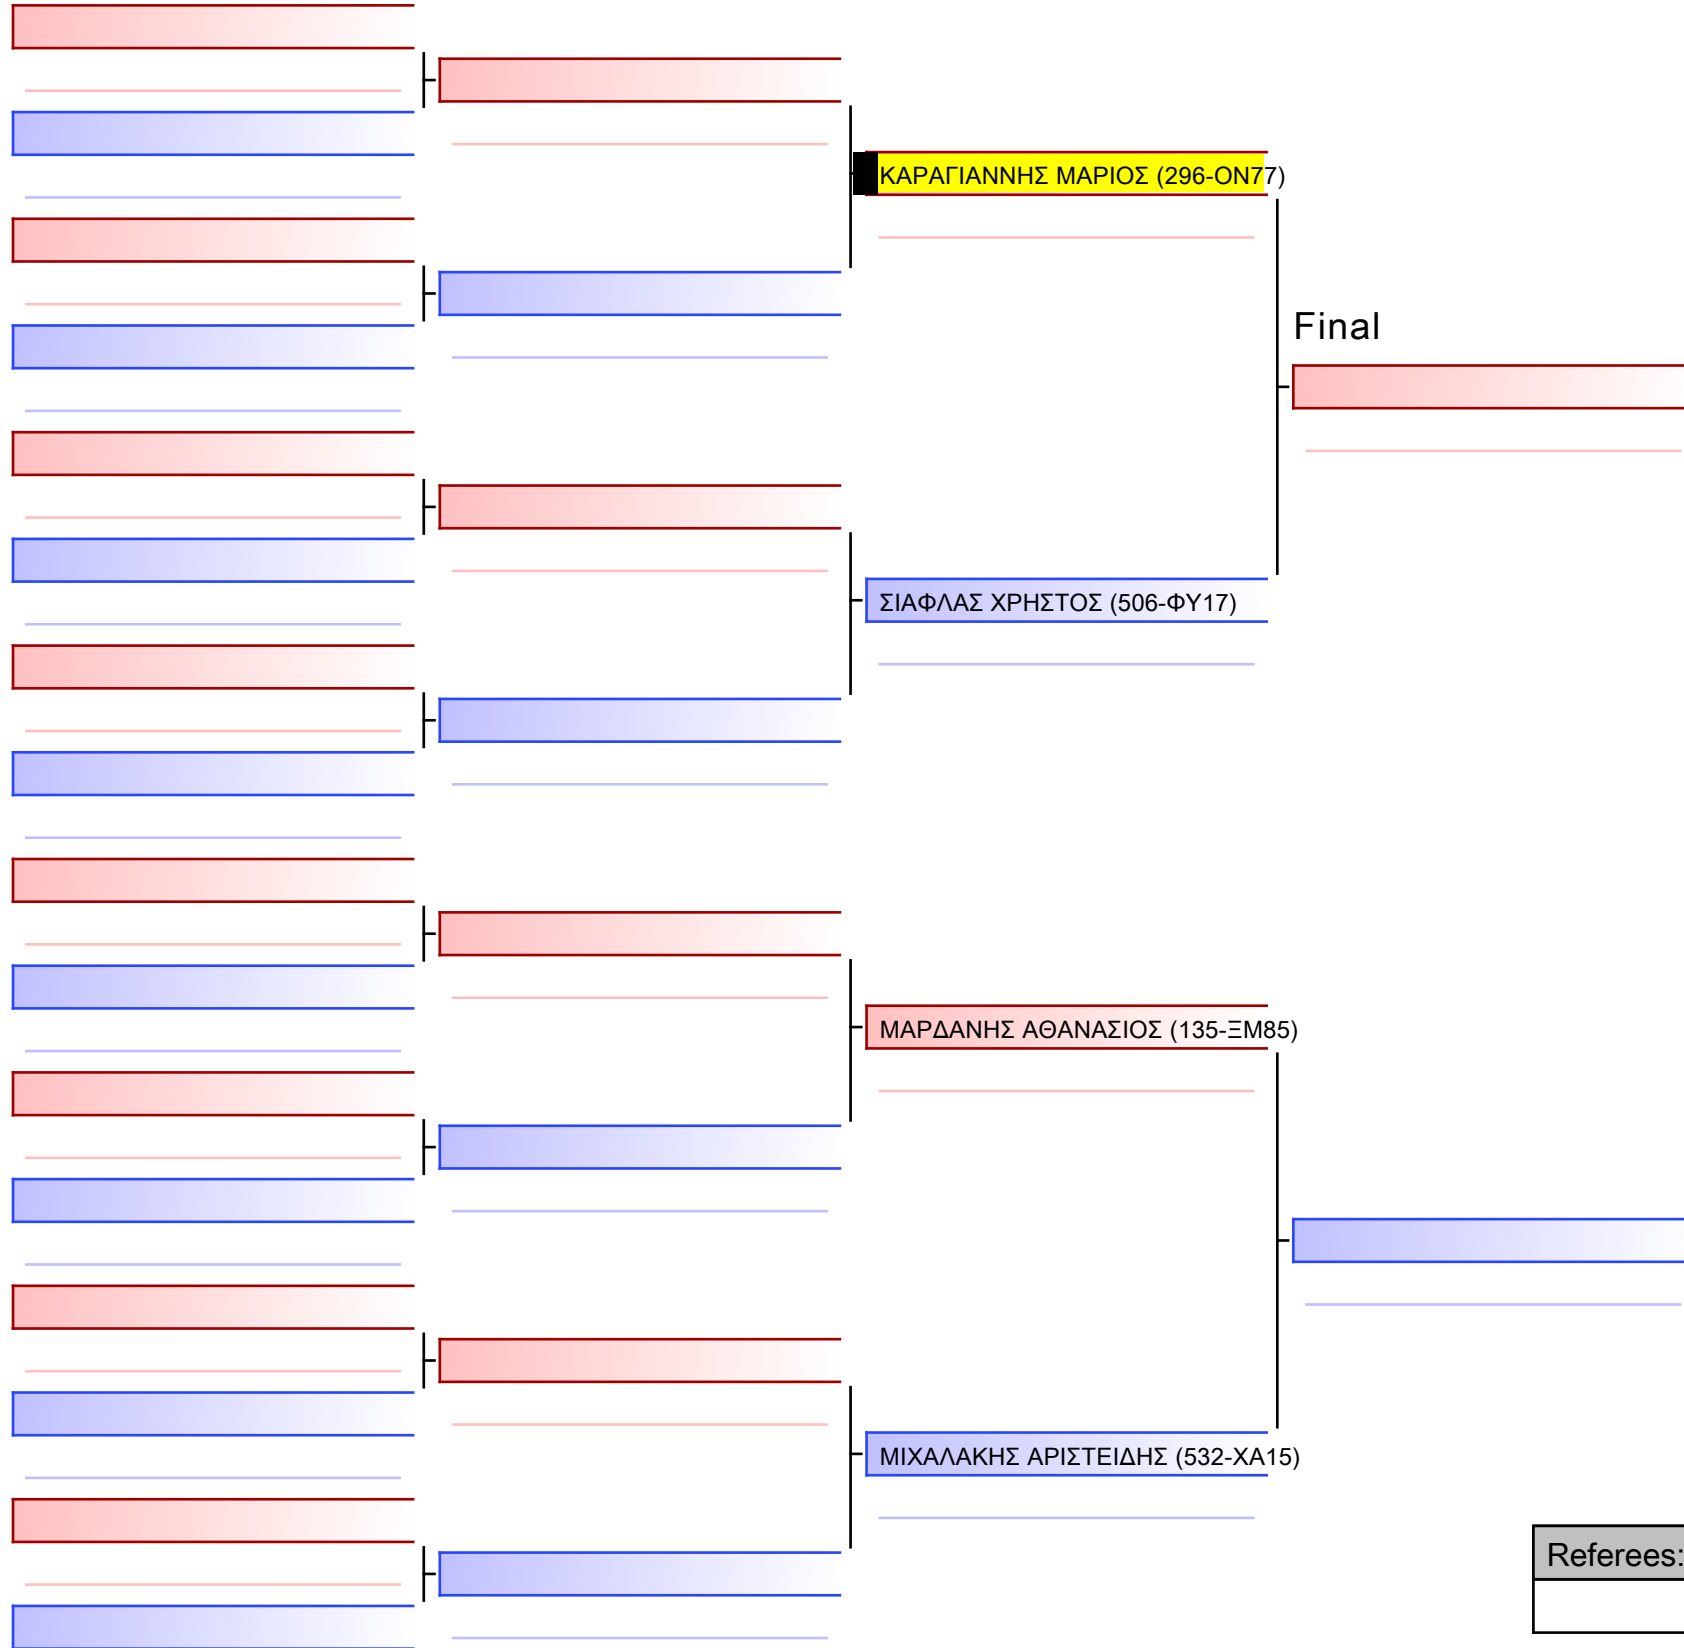 ΚΑΡΑΓΙΑΝΝΗΣ ΜΑΡΙΟΣ (296-ΟΝ77)
Final
ΣΙΑΦΛΑΣ ΧΡΗΣΤΟΣ (506-ΦΥ17)
ΜΑΡΔΑΝΗΣ ΑΘΑΝΑΣΙΟΣ (135-ΞΜ85)
ΜΙΧΑΛΑΚΗΣ ΑΡΙΣΤΕΙΔΗΣ (532-ΧΑ15)
Referees: